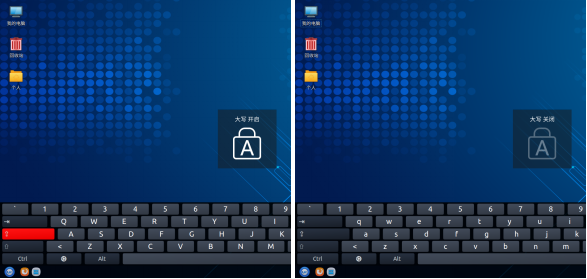 我的电脑
回收站
个人
大写 开启
A
` 1 2 3 4 5 6 7 8 9
Q W E R T Y U I
A S D F G H J K
< Z X C V B N M
Ctrl Alt
我的电脑
回收站
个人
大写 关闭
A
` 1 2 3 4 5 6 7 8 9
q w e r t y u i
a s d f g h j k
< z x c v b n m
Ctrl Alt